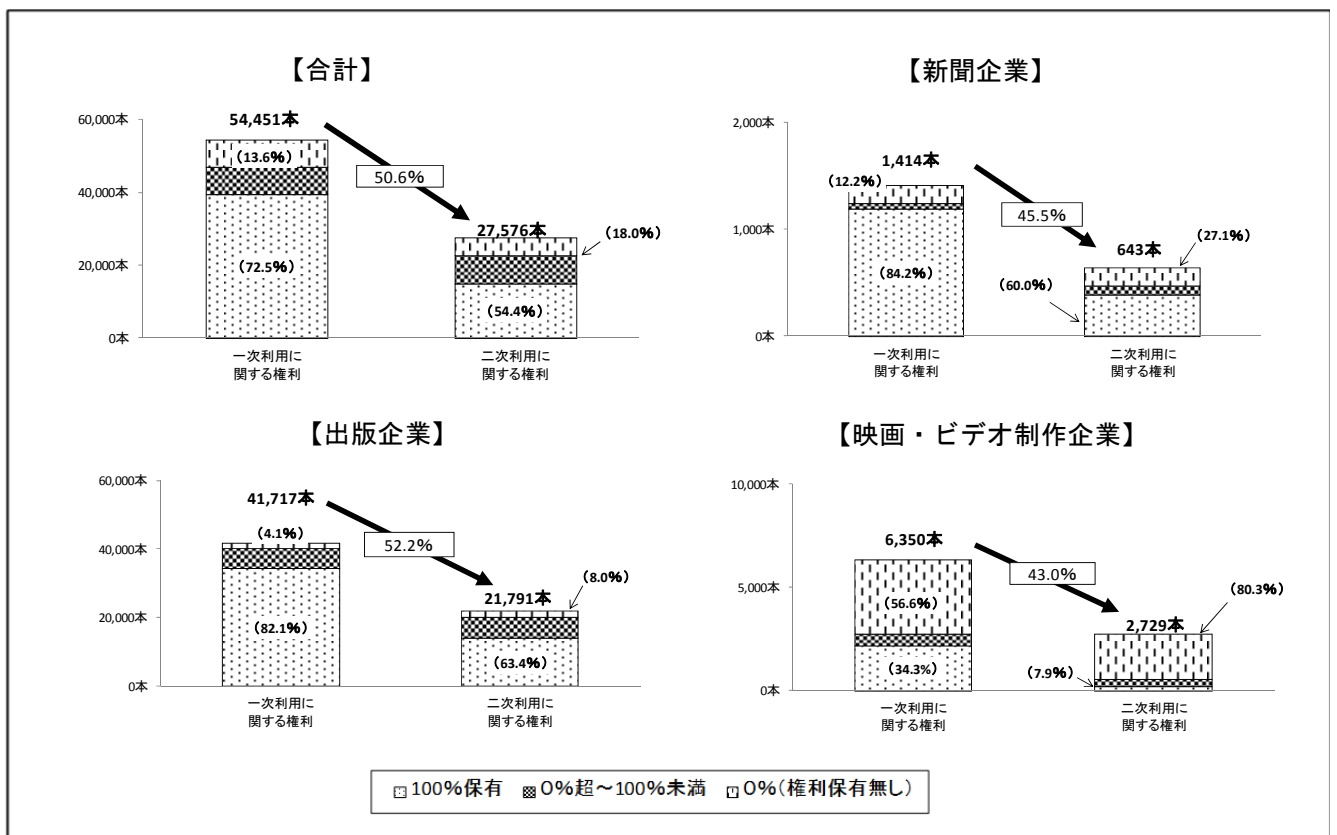 【合計】
60,000本
40,000本
20,000本
0本
54,451本
(13.6%)
(72.5%)
50.6%
27,576本
(18.0%)
(54.4%)
一次利用に
関する権利
二次利用に
関する権利
【新聞企業】
2,000本
1,000本
0本
1,414本
(12.2%)
(84.2%)
45.5%
643本
(27.1%)
(60.0%)
一次利用に
関する権利
二次利用に
関する権利
【出版企業】
60,000本
40,000本
20,000本
0本
41,717本
(4.1%)
(82.1%)
52.2%
21,791本
(8.0%)
(63.4%)
一次利用に
関する権利
二次利用に
関する権利
【映画・ビデオ制作企業】
10,000本
5,000本
0本
6,350本
(56.6%)
(34.3%)
43.0%
2,729本
(80.3%)
(7.9%)
一次利用に
関する権利
二次利用に
関する権利
100%保有 0%超～100%未満 0%(権利保有無し)